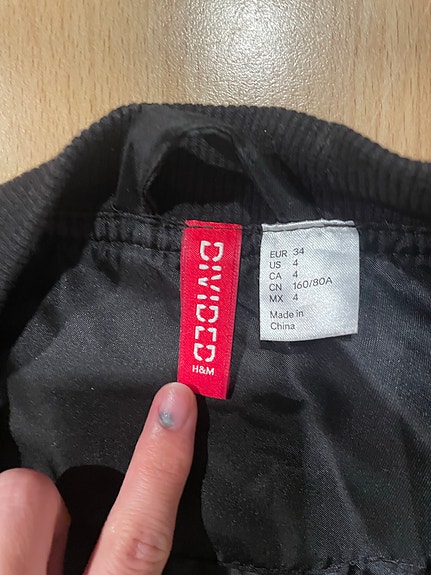 DIVIDED
H&M
EUR 34
US 4
CA 4
CN 160/80A
MX 4
Made in
China